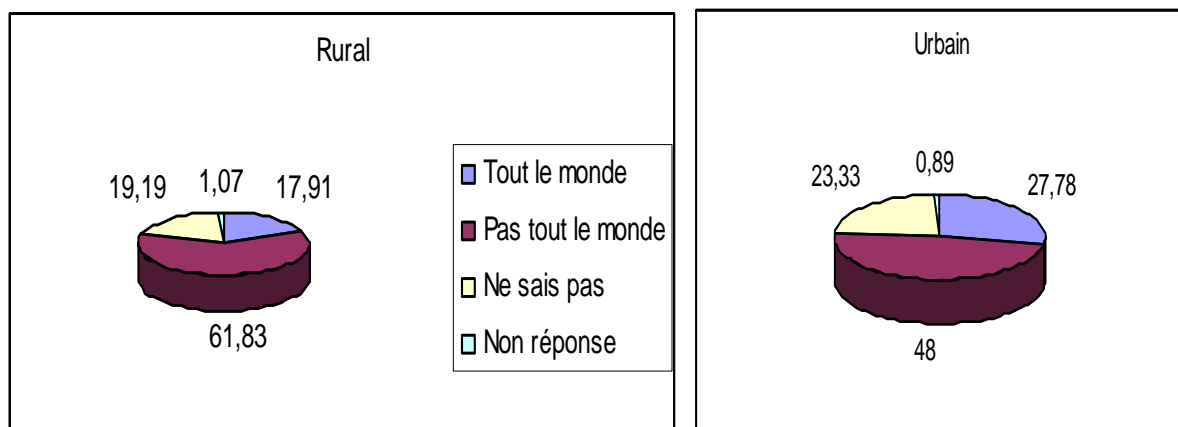 Rural
19,19
1,07
17,91
61,83
Tout le monde
Pas tout le monde
Ne sais pas
Non réponse
Urbain
23,33
0,89
27,78
48